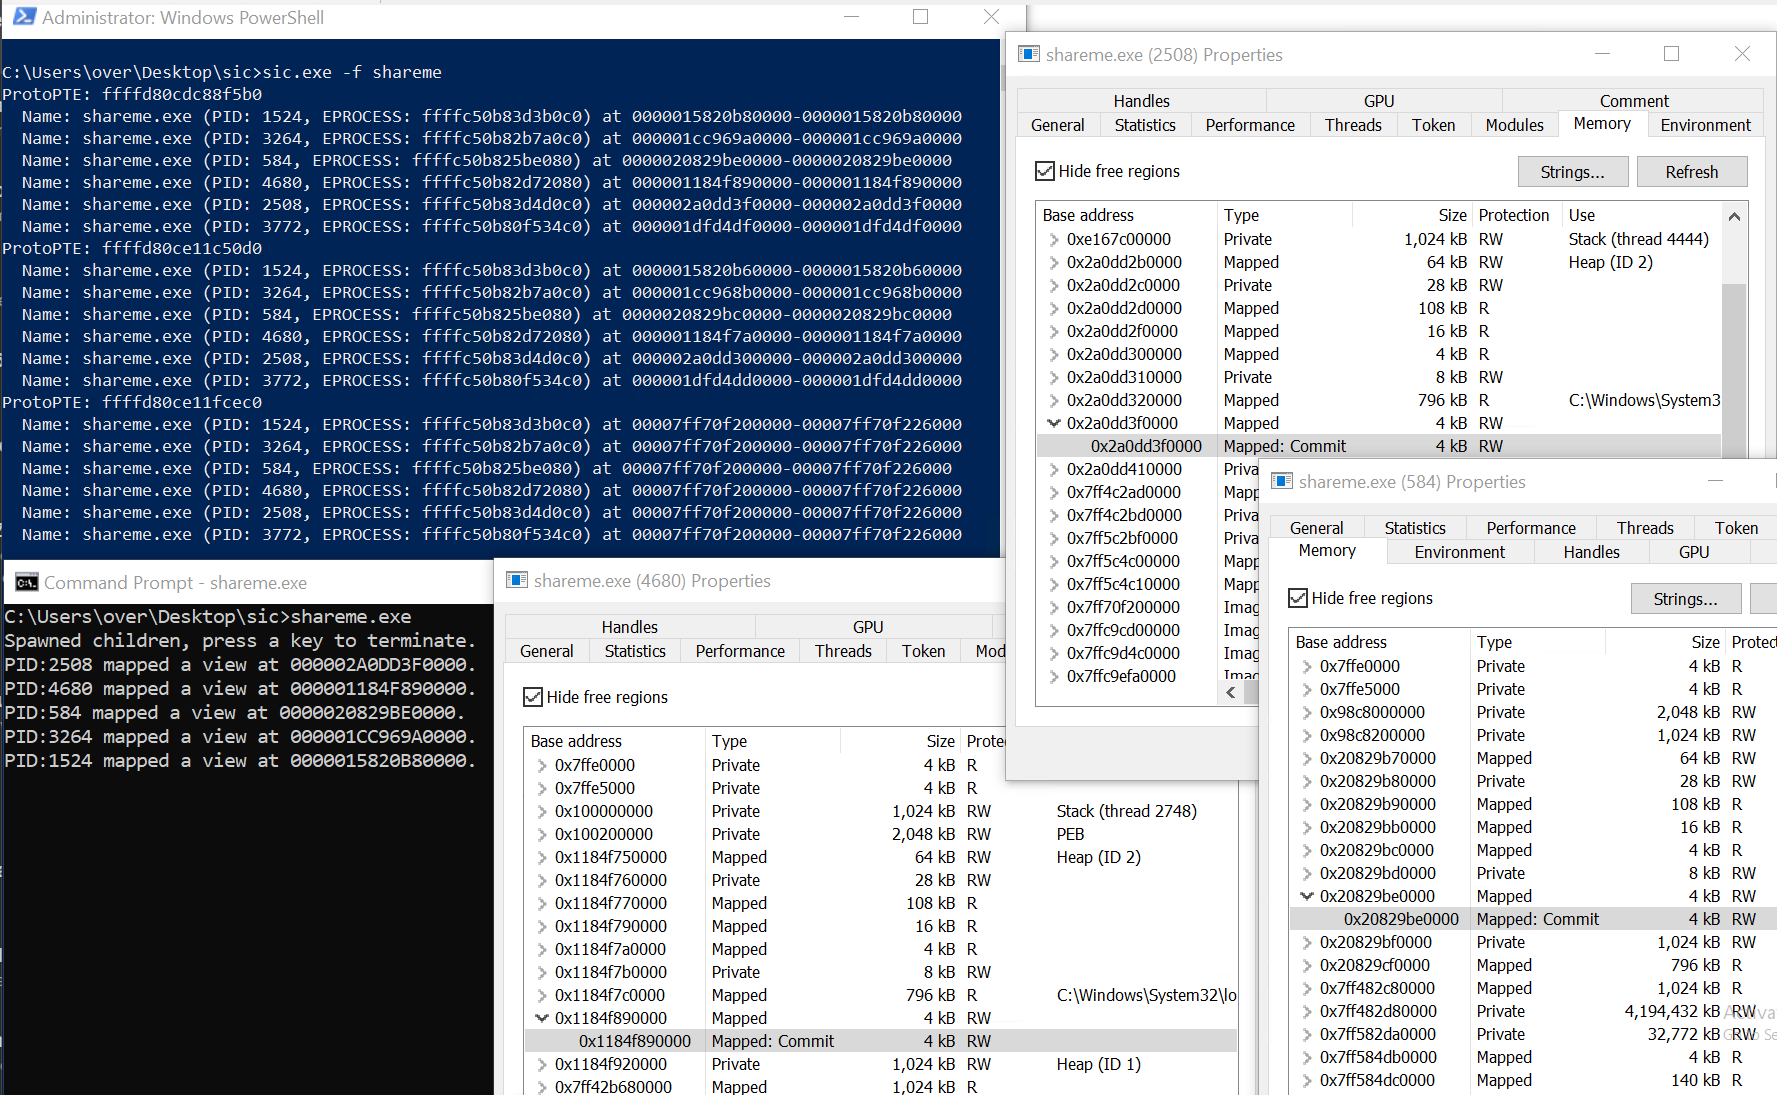 Administrator: Windows PowerShell
C:\Users\over\Desktop\sic>sic.exe -f shareme
ProtoPTE: ffffd80cdc88f5b0
Name: shareme.exe (PID: 1524, EPROCESS: ffffc50b83d3b0c0) at 0000015820b80000-0000015820b80000
Name: shareme.exe (PID: 3264, EPROCESS: ffffc50b82b7a0c0) at 000001cc969a0000-000001cc969a0000
Name: shareme.exe (PID: 584, EPROCESS: ffffc50b825be080) at 0000020829be0000-0000020829be0000
Name: shareme.exe (PID: 4680, EPROCESS: ffffc50b82d72080) at 000001184f890000-000001184f890000
Name: shareme.exe (PID: 2508, EPROCESS: ffffc50b83d4d0c0) at 000002a0dd3f0000-000002a0dd3f0000
Name: shareme.exe (PID: 3772, EPROCESS: ffffc50b80f534c0) at 000001dfd4df0000-000001dfd4df0000
ProtoPTE: ffffd80ce11c50d0
Name: shareme.exe (PID: 1524, EPROCESS: ffffc50b83d3b0c0) at 0000015820b60000-0000015820b60000
Name: shareme.exe (PID: 3264, EPROCESS: ffffc50b82b7a0c0) at 000001cc968b0000-000001cc968b0000
Name: shareme.exe (PID: 584, EPROCESS: ffffc50b825be080) at 0000020829bc0000-0000020829bc0000
Name: shareme.exe (PID: 4680, EPROCESS: ffffc50b82d72080) at 000001184f7a0000-000001184f7a0000
Name: shareme.exe (PID: 2508, EPROCESS: ffffc50b83d4d0c0) at 000002a0dd300000-000002a0dd300000
Name: shareme.exe (PID: 3772, EPROCESS: ffffc50b80f534c0) at 000001dfd4dd0000-000001dfd4dd0000
ProtoPTE: ffffd80ce11fcec0
Name: shareme.exe (PID: 1524, EPROCESS: ffffc50b83d3b0c0) at 00007ff70f200000-00007ff70f226000
Name: shareme.exe (PID: 3264, EPROCESS: ffffc50b82b7a0c0) at 00007ff70f200000-00007ff70f226000
Name: shareme.exe (PID: 584, EPROCESS: ffffc50b825be080) at 00007ff70f200000-00007ff70f226000
Name: shareme.exe (PID: 4680, EPROCESS: ffffc50b82d72080) at 00007ff70f200000-00007ff70f226000
Name: shareme.exe (PID: 2508, EPROCESS: ffffc50b83d4d0c0) at 00007ff70f200000-00007ff70f226000
Name: shareme.exe (PID: 3772, EPROCESS: ffffc50b80f534c0) at 00007ff70f200000-00007ff70f226000
Command Prompt - shareme.exe
C:\Users\over\Desktop\sic>shareme.exe
Spawned children, press a key to terminate.
PID:2508 mapped a view at 000002A0DD3F0000.
PID:4680 mapped a view at 000001184F890000.
PID:584 mapped a view at 0000020829BE0000.
PID:3264 mapped a view at 000001CC969A0000.
PID:1524 mapped a view at 0000015820B80000.
shareme.exe (4680) Properties
Handles GPU
General Statistics Performance Threads Token Mod
Hide free regions
Base address Type Size Prote
0x7ffe0000 Private 4 kB R
0x7ffe5000 Private 4 kB R
0x100000000 Private 1,024 kB RW Stack (thread 2748)
0x100200000 Private 2,048 kB RW PEB
0x1184f750000 Mapped 64 kB RW Heap (ID 2)
0x1184f760000 Private 28 kB RW
0x1184f770000 Mapped 108 kB R
0x1184f790000 Mapped 16 kB R
0x1184f7a0000 Mapped 4 kB R
0x1184f7b0000 Private 8 kB RW
0x1184f7c0000 Mapped 796 kB R C:\Windows\System32\lo
0x1184f890000 Mapped 4 kB RW
0x1184f890000 Mapped: Commit 4 kB RW
0x1184f920000 Private 1,024 kB RW Heap (ID 1)
0x7ff42b680000 Mapped 1,024 kB R
shareme.exe (2508) Properties
Handles GPU Comment
General Statistics Performance Threads Token Modules Memory Environment
Hide free regions Strings... Refresh
Base address Type Size Protection Use
0xe167c00000 Private 1,024 kB RW Stack (thread 4444)
0x2a0dd2b0000 Mapped 64 kB RW Heap (ID 2)
0x2a0dd2c0000 Private 28 kB RW
0x2a0dd2d0000 Mapped 108 kB R
0x2a0dd2f0000 Mapped 16 kB R
0x2a0dd300000 Mapped 4 kB R
0x2a0dd310000 Private 8 kB RW
0x2a0dd320000 Mapped 796 kB R C:\Windows\System3
0x2a0dd3f0000 Mapped 4 kB RW
0x2a0dd3f0000 Mapped: Commit 4 kB RW
0x2a0dd410000 Priva
0x7ff4c2ad0000 Mapp
0x7ff4c2bd0000 Priva
0x7ff5c2bf0000 Priva
0x7ff5c4c00000 Mapp
0x7ff5c4c10000 Mapp
0x7ff70f200000 Imag
0x7ffc9cd00000 Imag
0x7ffc9d4c0000 Imag
0x7ffc9efa0000 Imag
shareme.exe (584) Properties
General Statistics Performance Threads Token
Memory Environment Handles GPU
Hide free regions Strings...
Base address Type Size Protec
0x7ffe0000 Private 4 kB R
0x7ffe5000 Private 4 kB R
0x98c8000000 Private 2,048 kB RW
0x98c8200000 Private 1,024 kB RW
0x20829b70000 Mapped 64 kB RW
0x20829b80000 Private 28 kB RW
0x20829b90000 Mapped 108 kB R
0x20829bb0000 Mapped 16 kB R
0x20829bc0000 Mapped 4 kB R
0x20829bd0000 Private 8 kB RW
0x20829be0000 Mapped 4 kB RW
0x20829be0000 Mapped: Commit 4 kB RW
0x20829bf0000 Private 1,024 kB RW
0x20829cf0000 Mapped 796 kB R
0x7ff482c80000 Mapped 1,024 kB R
0x7ff482d80000 Private 4,194,432 kB RW
0x7ff582da0000 Private 32,772 kB RW
0x7ff584db0000 Mapped 4 kB R
0x7ff584dc0000 Mapped 140 kB R